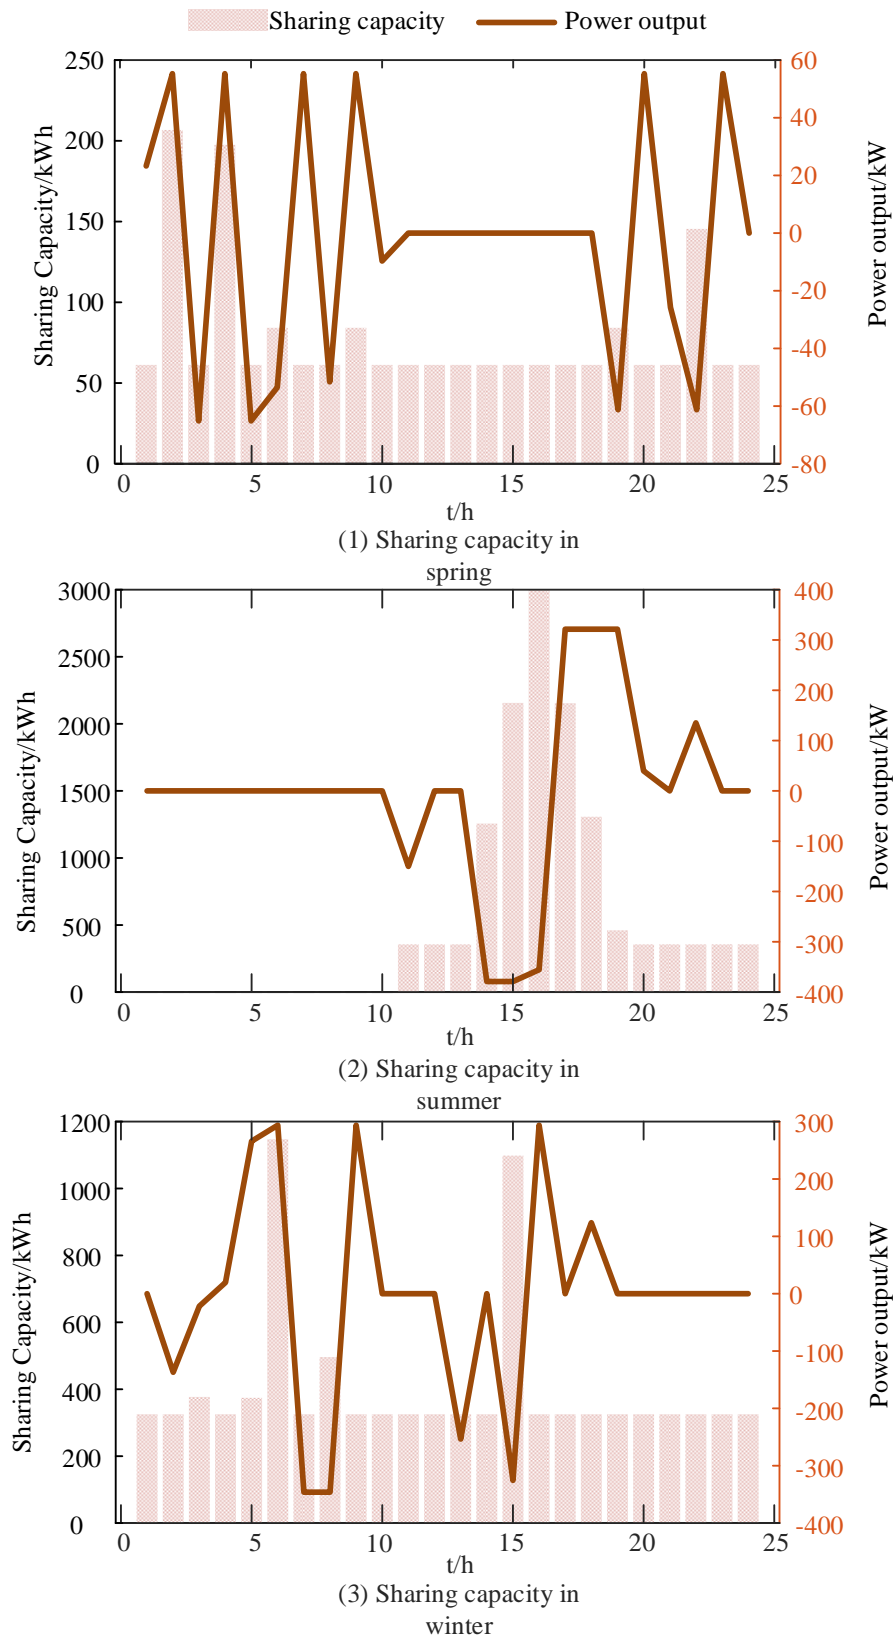 Sharing capacity Power output
250 60
200 40
150 20
100 0
50 -20
0 -40
-60
-80
Sharing Capacity/kWh
Power output/kW
0 5 10 15 20 25
t/h
(1) Sharing capacity in
spring
3000 400
2500 300
2000 200
1500 100
1000 0
500 -100
0 -200
-300
-400
Sharing Capacity/kWh
Power output/kW
0 5 10 15 20 25
t/h
(2) Sharing capacity in
summer
1200 300
1000 200
800 100
600 0
400 -100
200 -200
0 -300
-400
Sharing Capacity/kWh
Power output/kW
0 5 10 15 20 25
t/h
(3) Sharing capacity in
winter